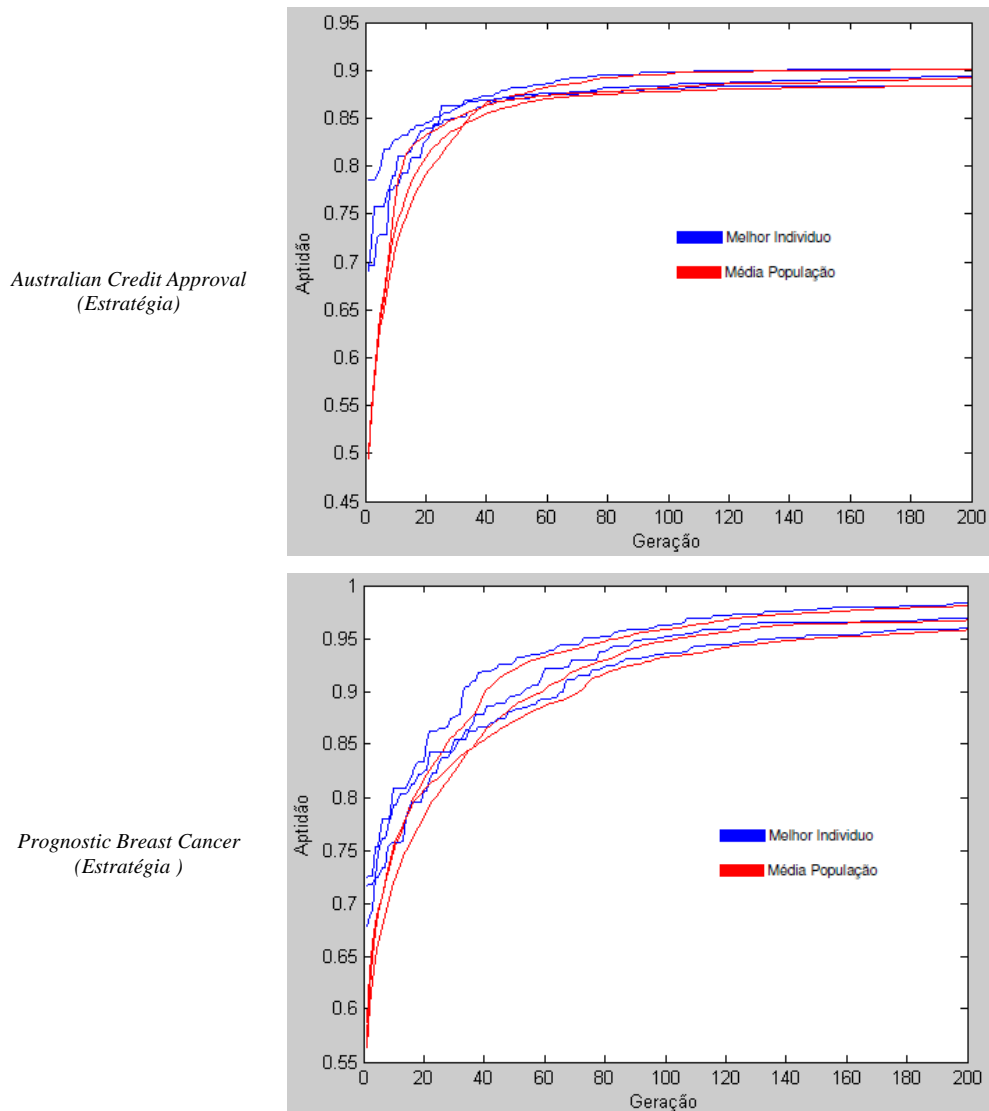 Australian Credit Approval
(Estratégia)
0.95
0.9
0.85
0.8
0.75
0.7
0.65
0.6
0.55
0.5
0.45
Aptidão
Melhor Individuo
Média População
0 20 40 60 80 100 120 140 160 180 200
Geração
Prognostic Breast Cancer
(Estratégia )
1
0.95
0.9
0.85
0.8
0.75
0.7
0.65
0.6
0.55
Aptidão
Melhor Individuo
Média População
0 20 40 60 80 100 120 140 160 180 200
Geração